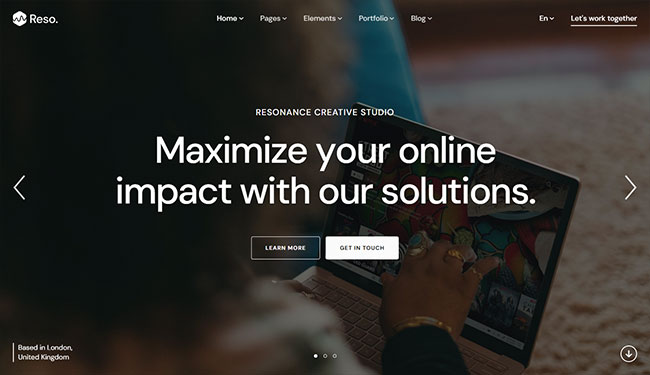 Reso.
Home
Pages
Elements
Portfolio
Blog
En
Let's work together
RESONANCE CREATIVE STUDIO
Maximize your online
impact with our solutions.
LEARN MORE
GET IN TOUCH
Based in London,
United Kingdom